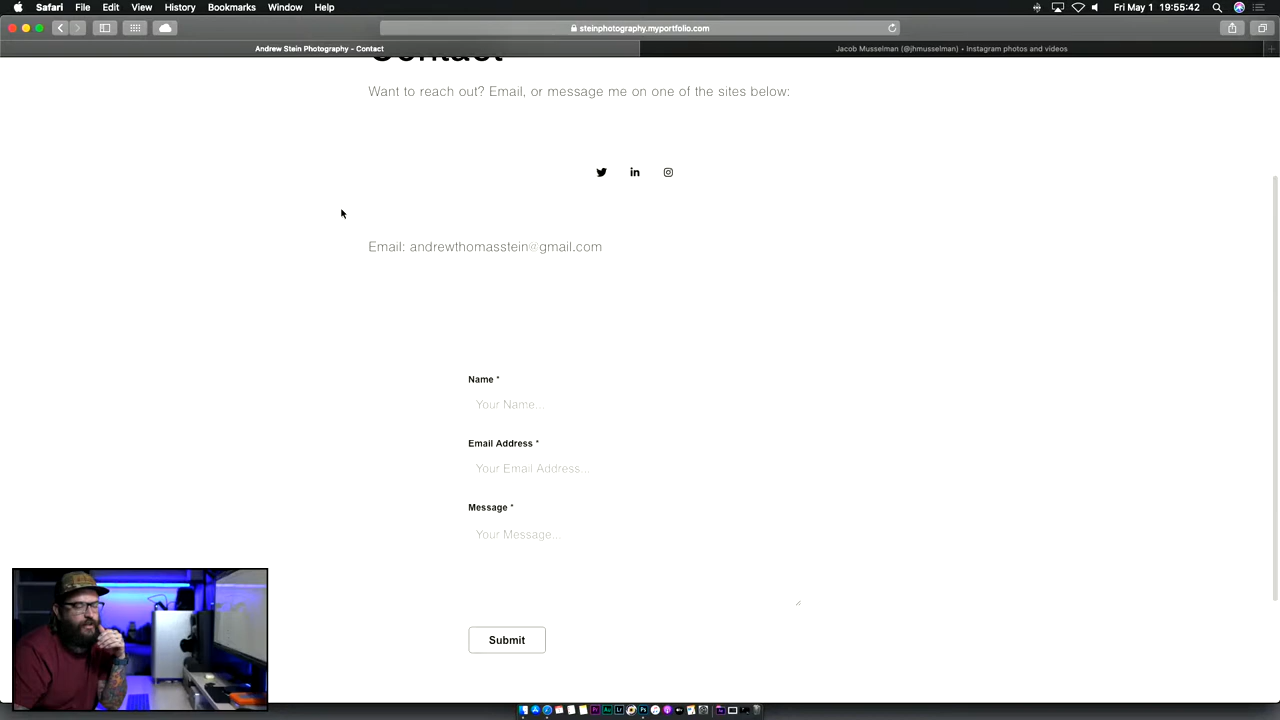 Safari File Edit View History Bookmarks Window Help Fri May 1 19:55:42
steinphotography.myportfolio.com
Andrew Stein Photography – Contact Jacob Musselman (@jhmusselman) • Instagram photos and videos
Contact
Want to reach out? Email, or message me on one of the sites below:
Email: andrewthomasstein@gmail.com
Name *
Your Name...
Email Address *
Your Email Address...
Message *
Your Message...
Submit